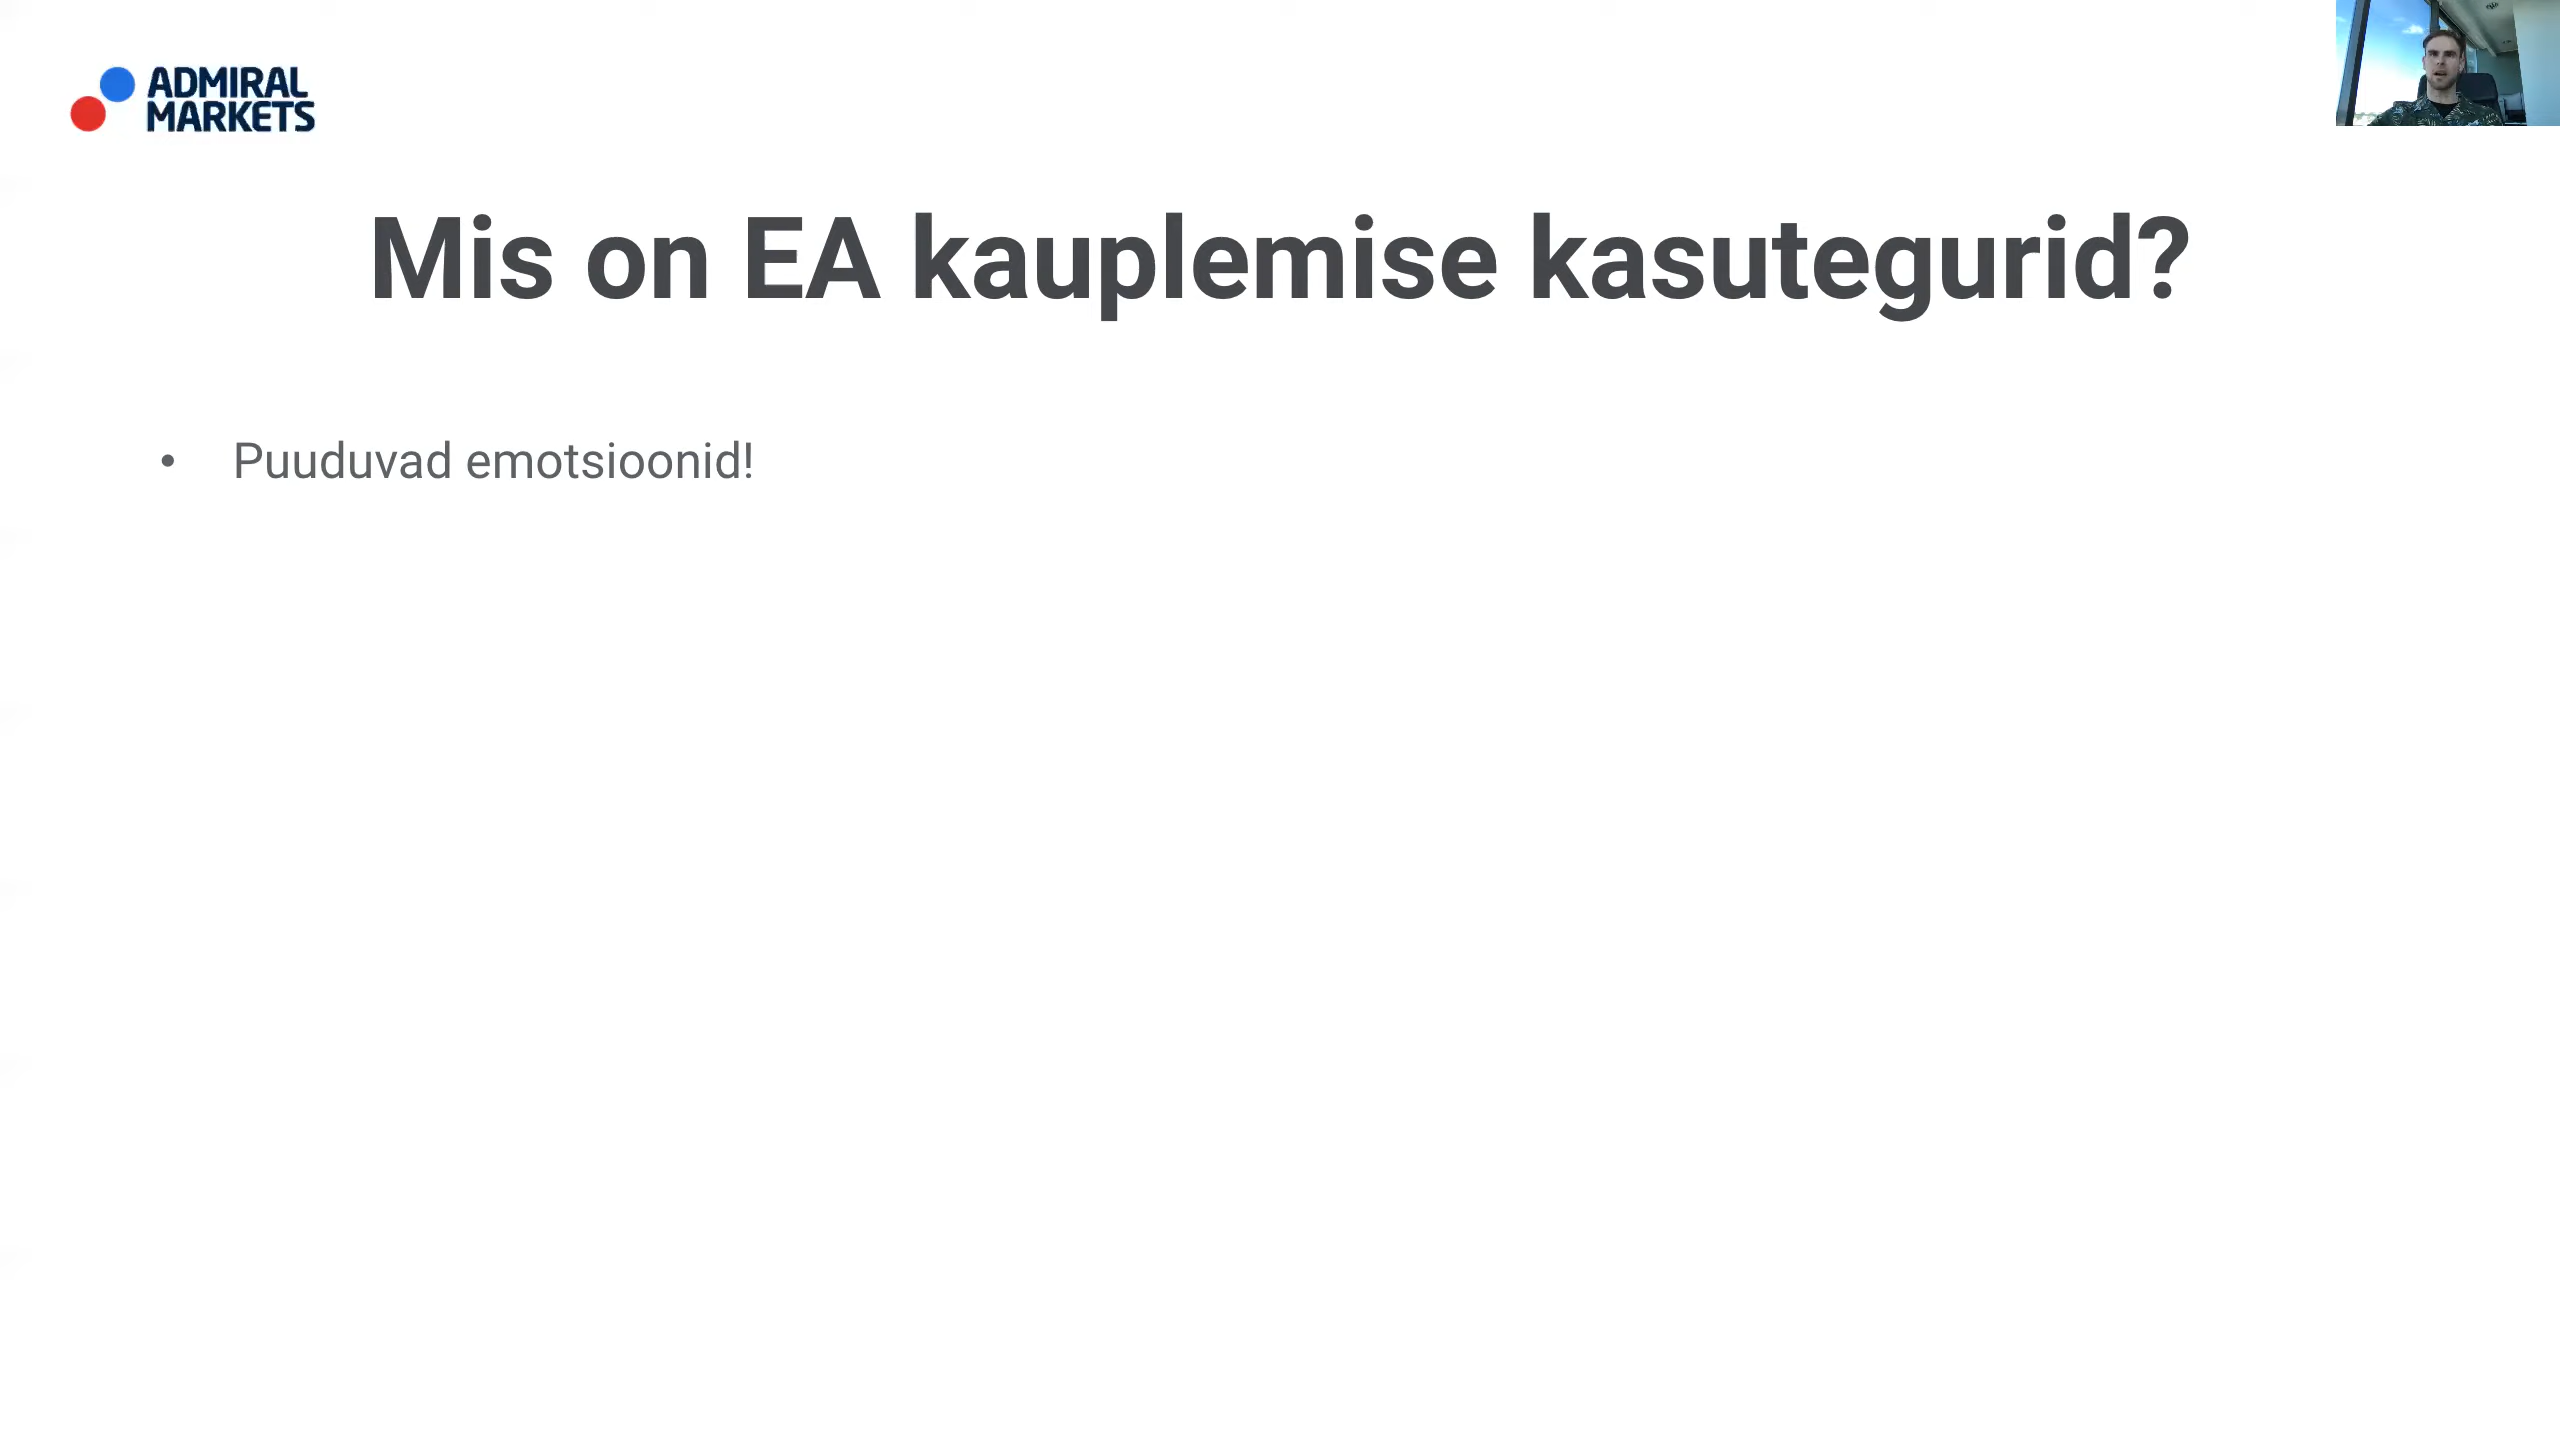 ADMIRAL
MARKETS
Mis on EA kauplemise kasutegurid?
• Puuduvad emotsioonid!